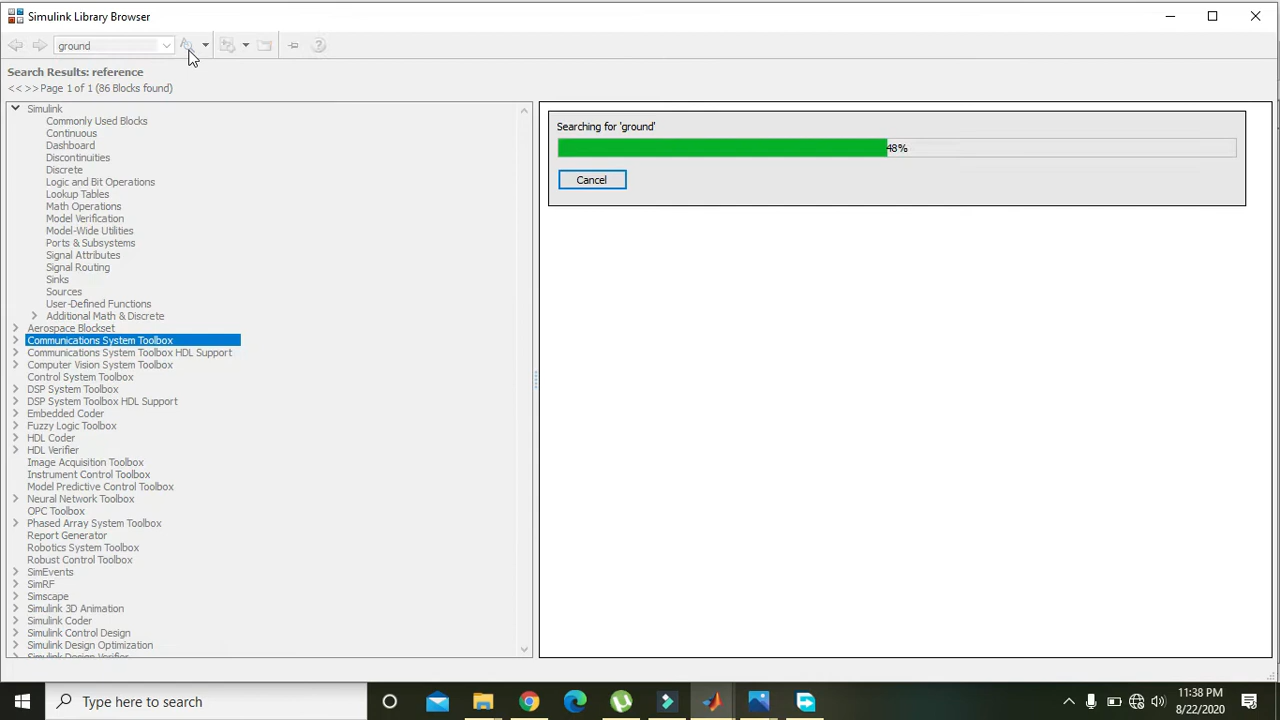 Simulink Library Browser
ground
Search Results: reference
<< >>Page 1 of 1 (86 Blocks found)
Simulink
Commonly Used Blocks
Continuous
Dashboard
Discontinuities
Discrete
Logic and Bit Operations
Lookup Tables
Math Operations
Model Verification
Model-Wide Utilities
Ports & Subsystems
Signal Attributes
Signal Routing
Sinks
Sources
User-Defined Functions
Additional Math & Discrete
Aerospace Blockset
Communications System Toolbox
Communications System Toolbox HDL Support
Computer Vision System Toolbox
Control System Toolbox
DSP System Toolbox
DSP System Toolbox HDL Support
Embedded Coder
Fuzzy Logic Toolbox
HDL Coder
HDL Verifier
Image Acquisition Toolbox
Instrument Control Toolbox
Model Predictive Control Toolbox
Neural Network Toolbox
OPC Toolbox
Phased Array System Toolbox
Report Generator
Robotics System Toolbox
Robust Control Toolbox
SimEvents
SimRF
Simscape
Simulink 3D Animation
Simulink Coder
Simulink Control Design
Simulink Design Optimization
Simulink Design Verifier
Searching for 'ground'
48%
Cancel
Type here to search
11:38 PM
8/22/2020